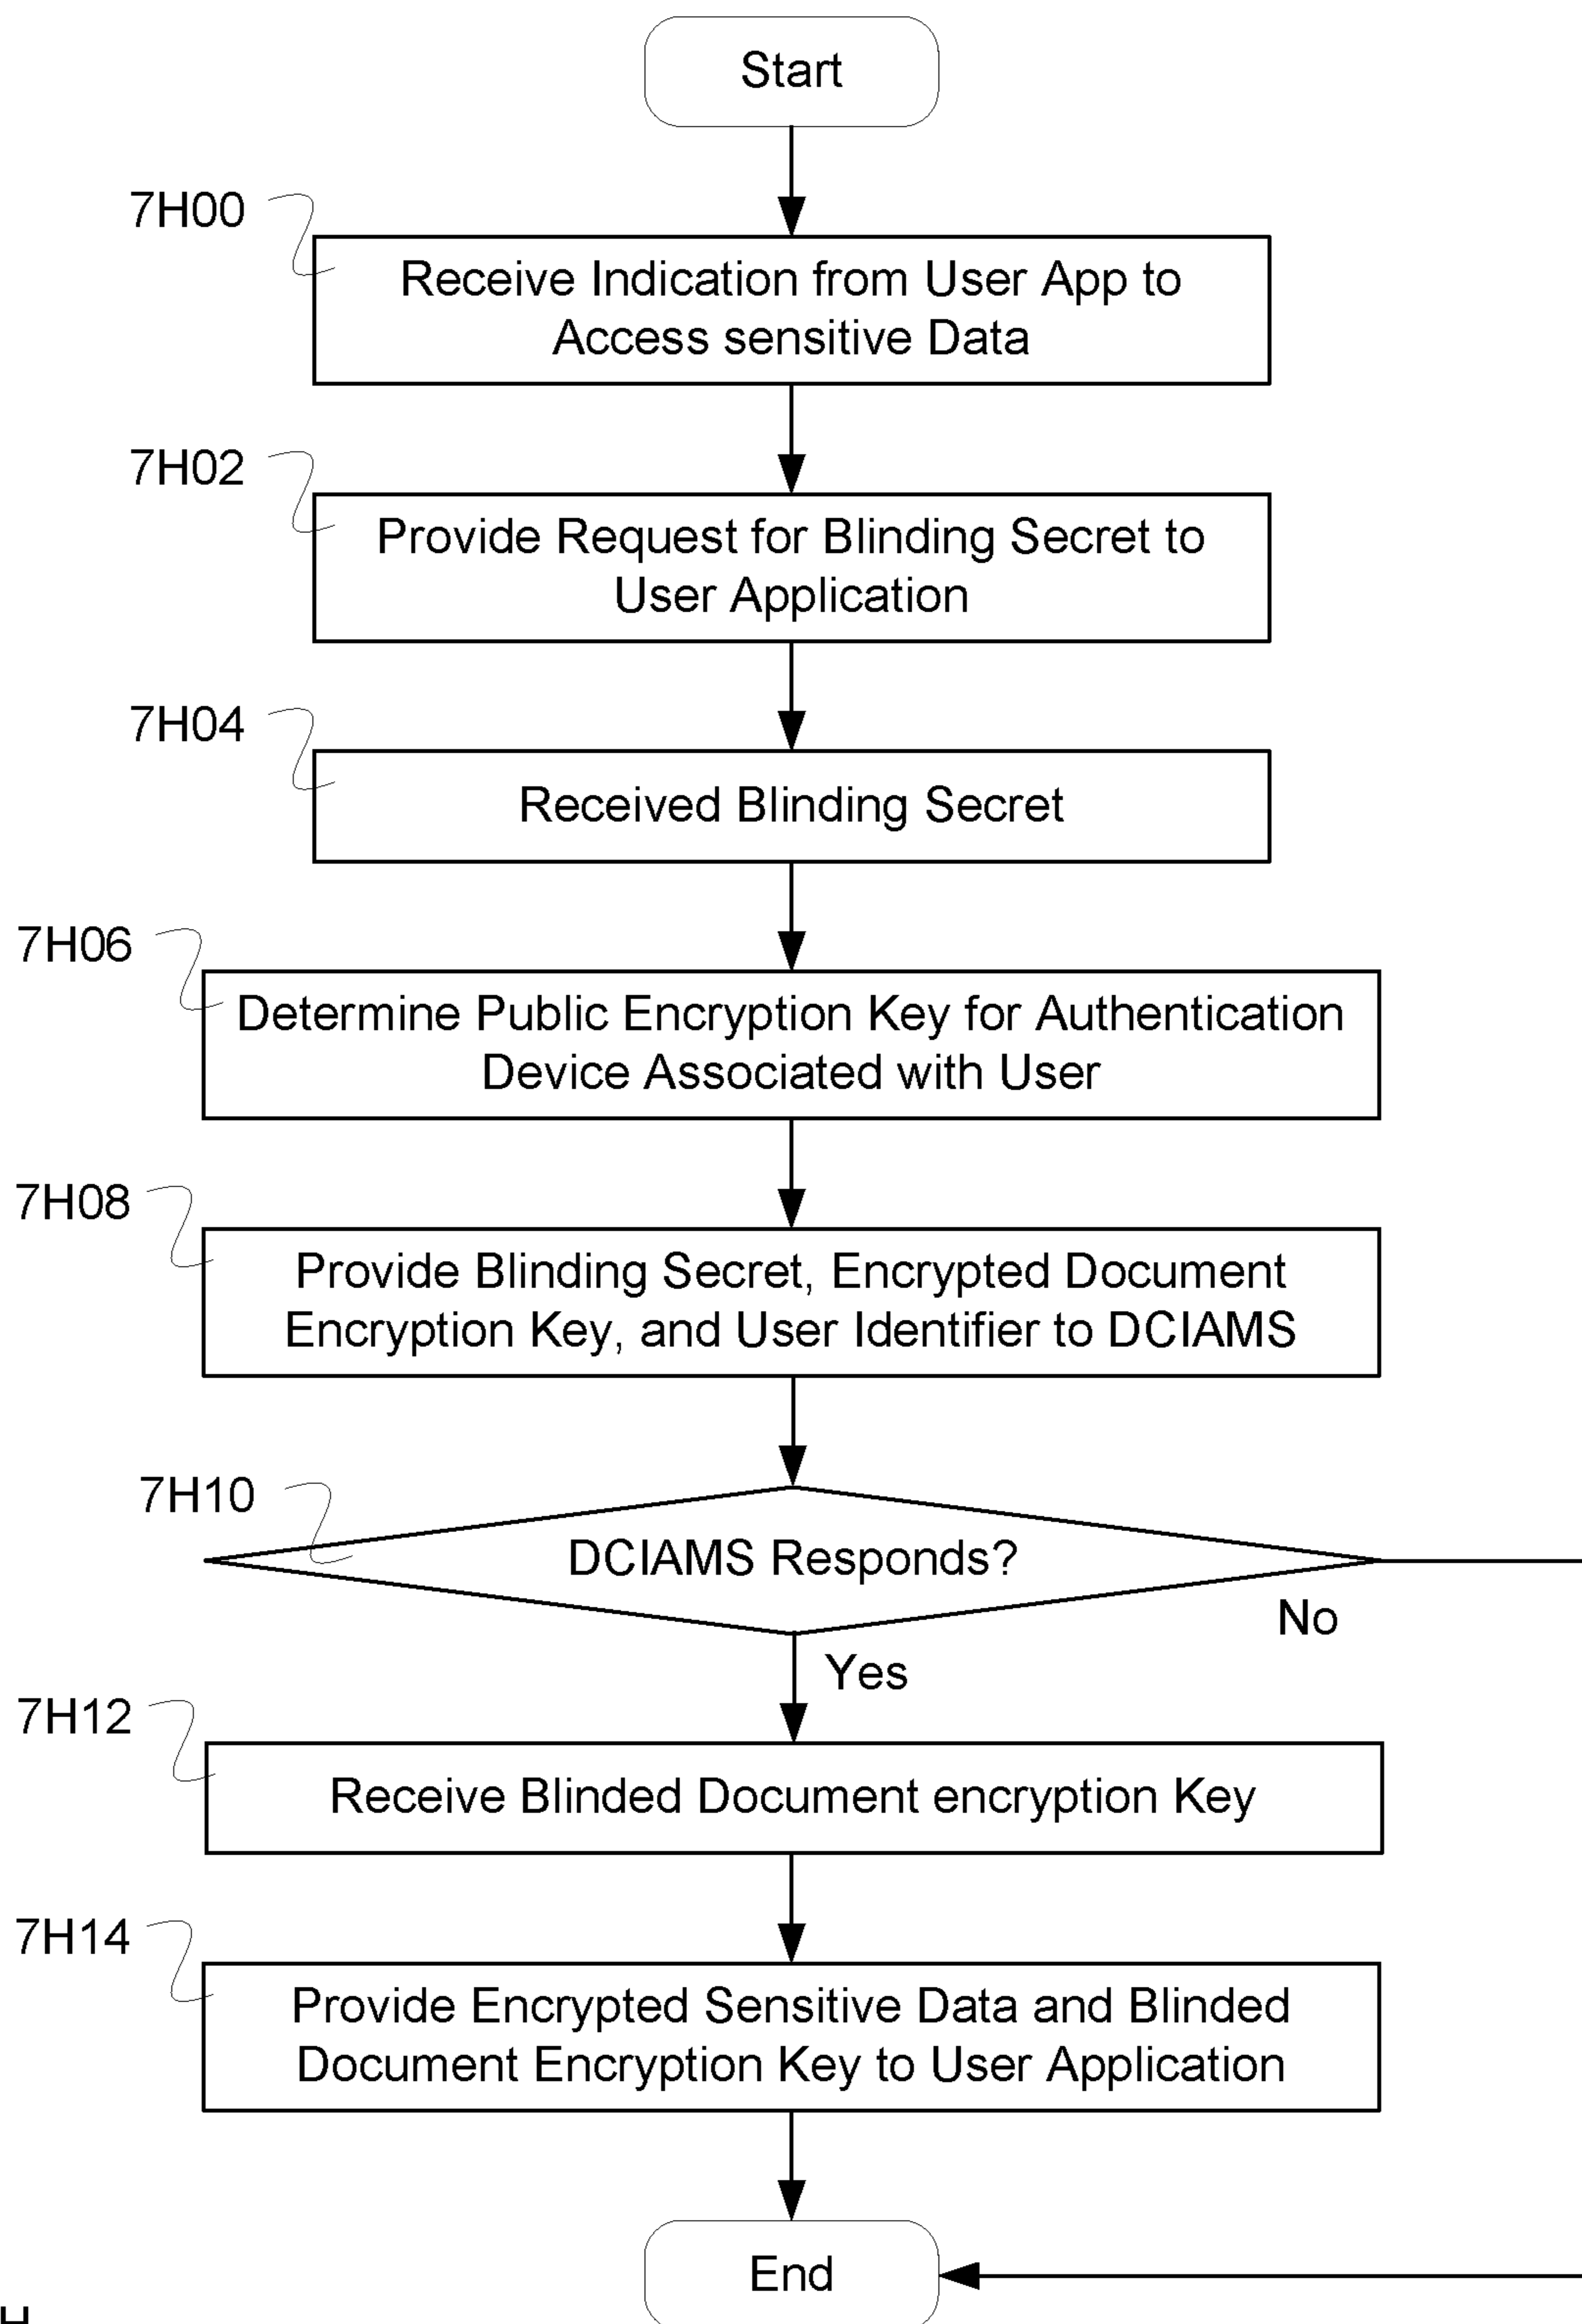 Start
7H00
Receive Indication from User App to
Access sensitive Data
7H02
Provide Request for Blinding Secret to
User Application
7H04
Received Blinding Secret
7H06
Determine Public Encryption Key for Authentication
Device Associated with User
7H08
Provide Blinding Secret, Encrypted Document
Encryption Key, and User Identifier to DCIAMS
7H10
DCIAMS Responds?
No
Yes
7H12
Receive Blinded Document encryption Key
7H14
Provide Encrypted Sensitive Data and Blinded
Document Encryption Key to User Application
End